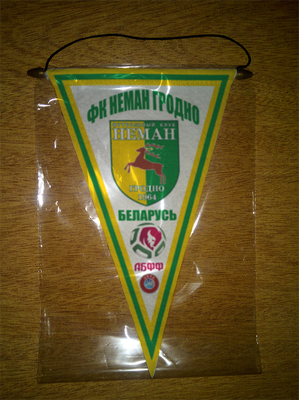 ФК НЕМАН ГРОДНО
НЕМАН
ГРОДНО
1964
БЕЛАРУСЬ
АБФФ